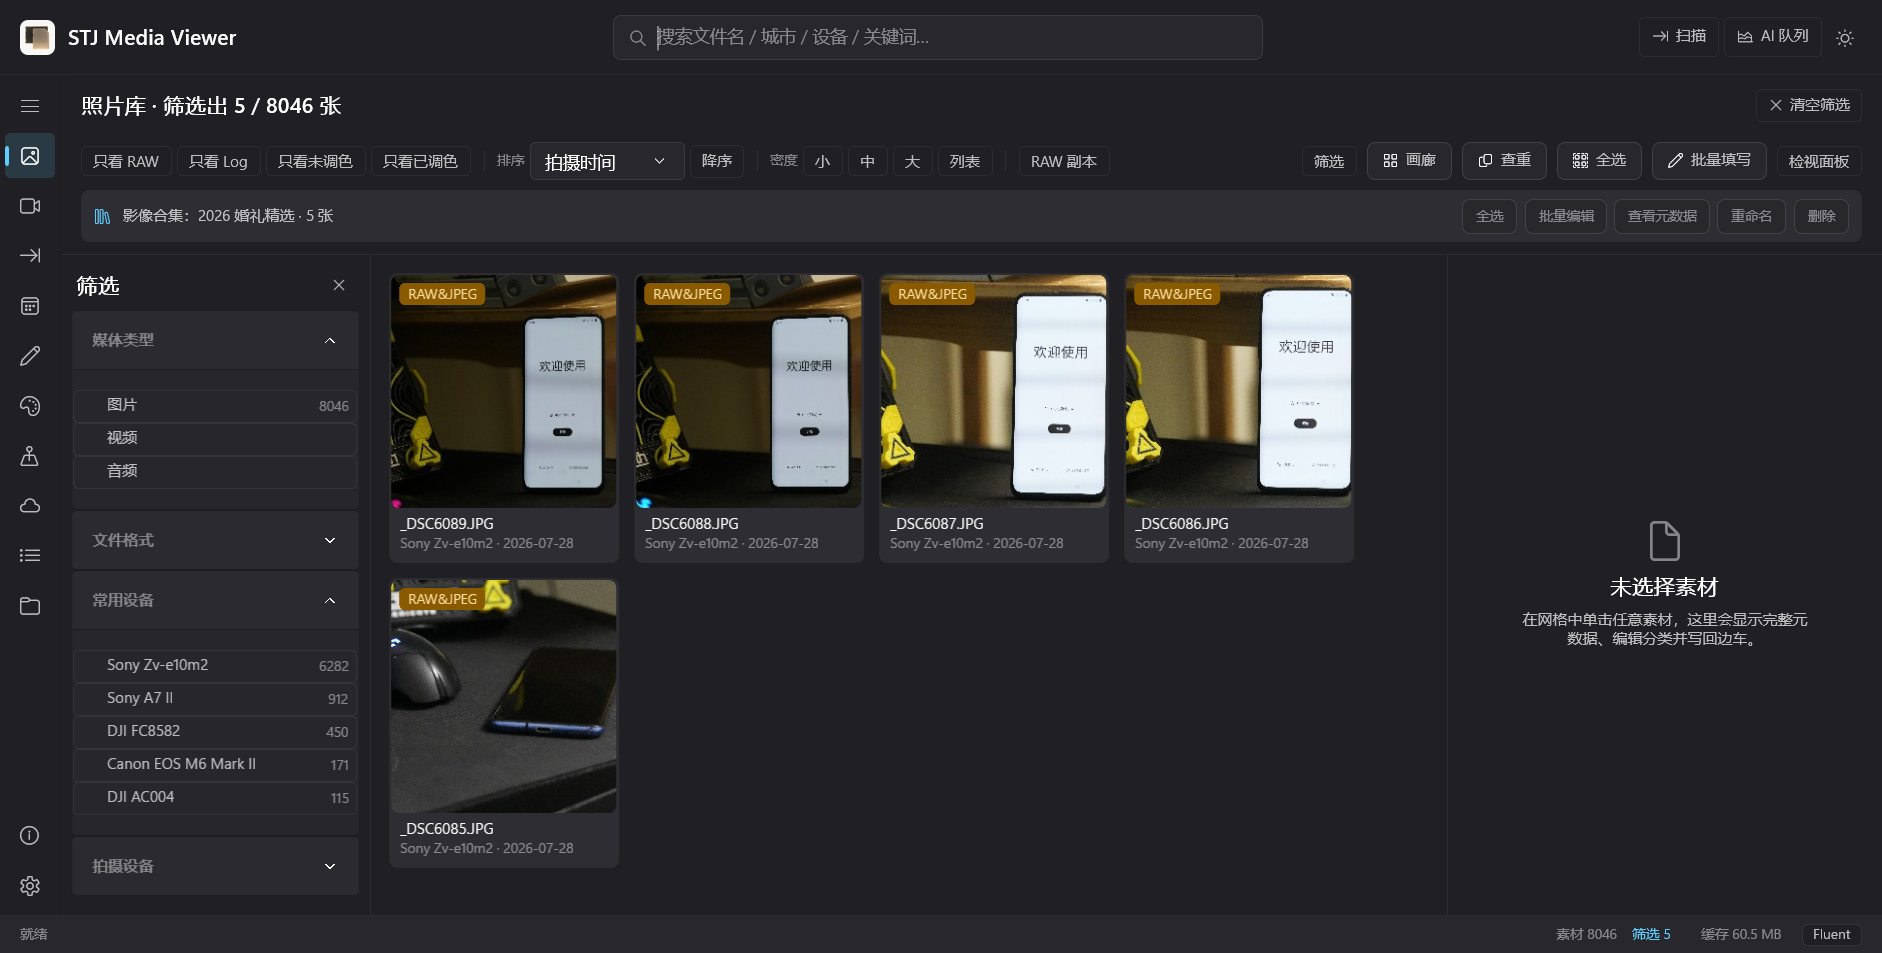 STJ Media Viewer
搜索文件名 / 城市 / 设备 / 关键词...
扫描
AI 队列
照片库 · 筛选出 5 / 8046 张
清空筛选
只看 RAW
只看 Log
只看未调色
只看已调色
排序
拍摄时间
降序
密度
小
中
大
列表
RAW 副本
筛选
画廊
查重
全选
批量填写
检视面板
影像合集：2026 婚礼精选 · 5 张
全选
批量编辑
查看元数据
重命名
删除
筛选
媒体类型
图片 8046
视频
音频
文件格式
常用设备
Sony Zv-e10m2 6282
Sony A7 II 912
DJI FC8582 450
Canon EOS M6 Mark II 171
DJI AC004 115
拍摄设备
RAW&JPEG
欢迎使用
_DSC6089.JPG
Sony Zv-e10m2 · 2026-07-28
RAW&JPEG
欢迎使用
_DSC6088.JPG
Sony Zv-e10m2 · 2026-07-28
RAW&JPEG
欢迎使用
_DSC6087.JPG
Sony Zv-e10m2 · 2026-07-28
RAW&JPEG
欢迎使用
_DSC6086.JPG
Sony Zv-e10m2 · 2026-07-28
RAW&JPEG
_DSC6085.JPG
Sony Zv-e10m2 · 2026-07-28
未选择素材
在网格中单击任意素材，这里会显示完整元
数据、编辑分类并写回边车。
就绪
素材 8046
筛选 5
缓存 60.5 MB
Fluent